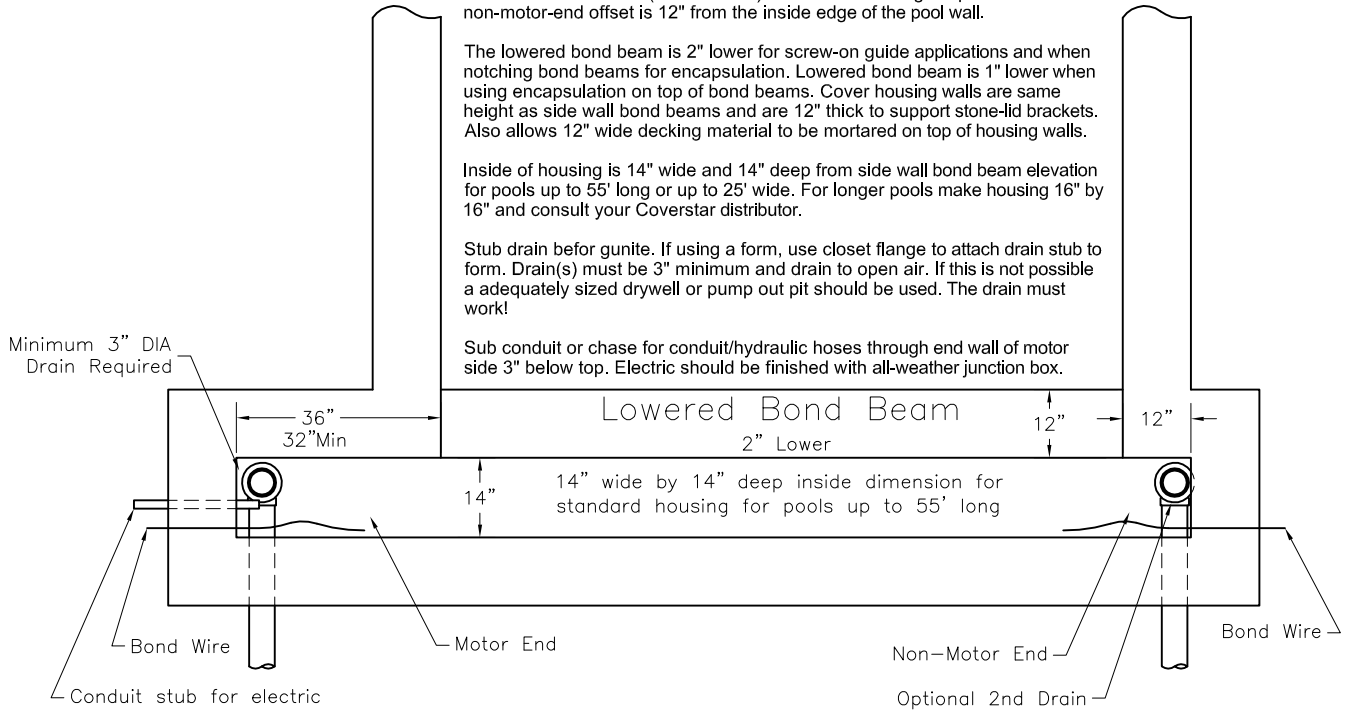 non-motor-end offset is 12" from the inside edge of the pool wall.
The lowered bond beam is 2" lower for screw-on guide applications and when
notching bond beams for encapsulation. Lowered bond beam is 1" lower when
using encapsulation on top of bond beams. Cover housing walls are same
height as side wall bond beams and are 12" thick to support stone-lid brackets.
Also allows 12" wide decking material to be mortared on top of housing walls.
Inside of housing is 14" wide and 14" deep from side wall bond beam elevation
for pools up to 55' long or up to 25' wide. For longer pools make housing 16" by
16" and consult your Coverstar distributor.
Stub drain befor gunite. If using a form, use closet flange to attach drain stub to
form. Drain(s) must be 3" minimum and drain to open air. If this is not possible
a adequately sized drywell or pump out pit should be used. The drain must
work!
Sub conduit or chase for conduit/hydraulic hoses through end wall of motor
side 3" below top. Electric should be finished with all-weather junction box.
Minimum 3" DIA
Drain Required
36"
32"Min
Lowered Bond Beam
2" Lower
12"
12"
14"
14" wide by 14" deep inside dimension for
standard housing for pools up to 55' long
Bond Wire
Motor End
Non-Motor End
Bond Wire
Conduit stub for electric
Optional 2nd Drain